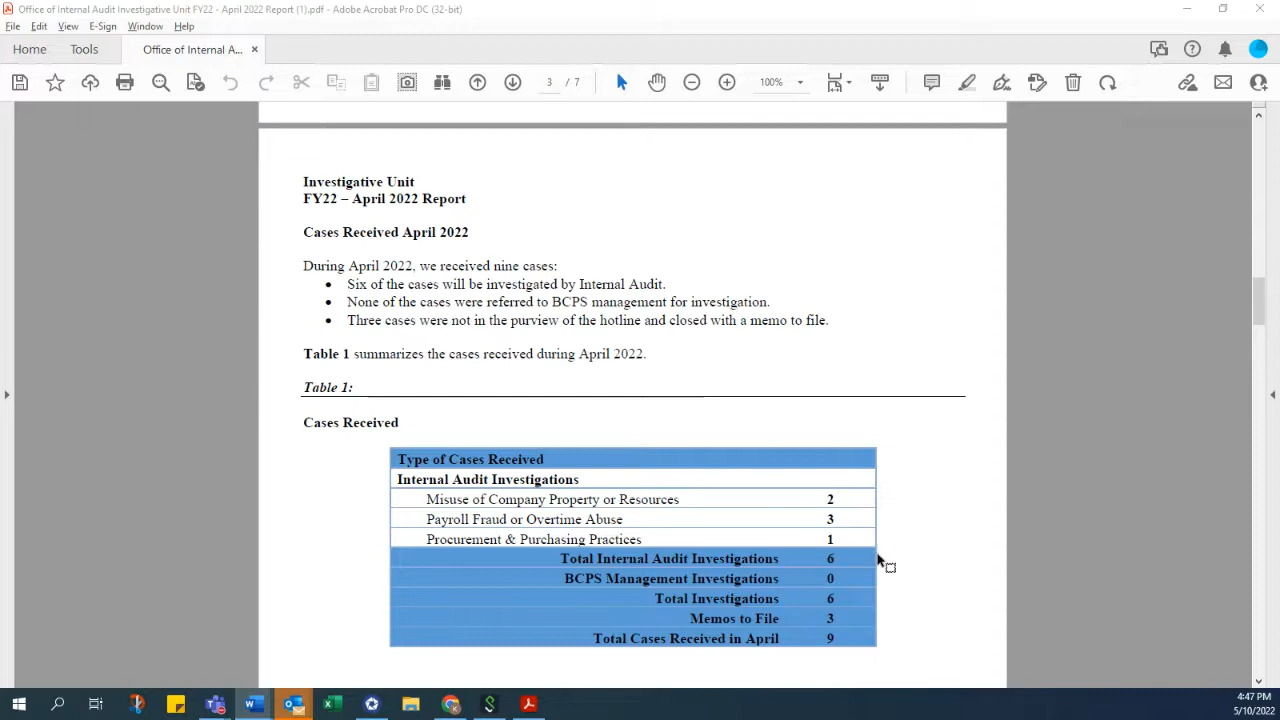 Office of Internal Audit Investigative Unit FY22 - April 2022 Report (1).pdf - Adobe Acrobat Pro DC (32-bit)
File Edit View E-Sign Window Help
Home Tools Office of Internal A... ×
3 / 7 100%
Investigative Unit
FY22 – April 2022 Report
Cases Received April 2022
During April 2022, we received nine cases:
• Six of the cases will be investigated by Internal Audit.
• None of the cases were referred to BCPS management for investigation.
• Three cases were not in the purview of the hotline and closed with a memo to file.
Table 1 summarizes the cases received during April 2022.
Table 1:
Cases Received
Type of Cases Received
Internal Audit Investigations
Misuse of Company Property or Resources 2
Payroll Fraud or Overtime Abuse 3
Procurement & Purchasing Practices 1
Total Internal Audit Investigations 6
BCPS Management Investigations 0
Total Investigations 6
Memos to File 3
Total Cases Received in April 9
4:47 PM
5/10/2022